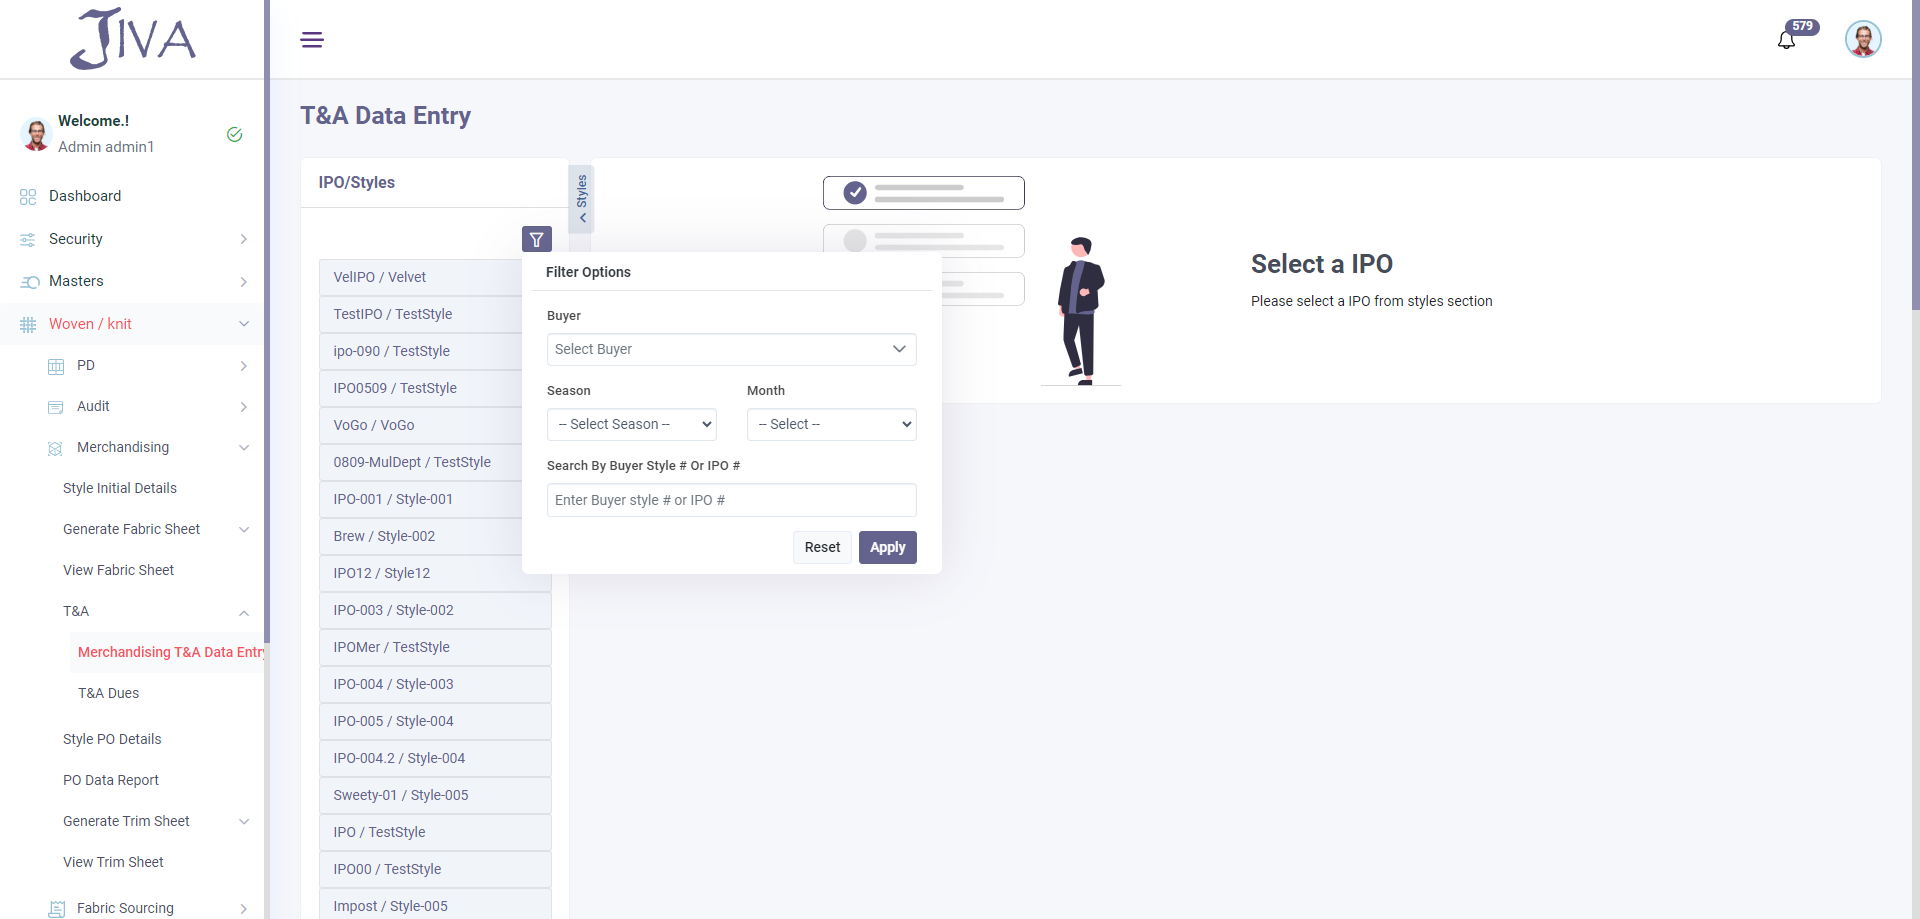 JIVA
579
Welcome.!
Admin admin1
Dashboard
Security
Masters
Woven / knit
PD
Audit
Merchandising
Style Initial Details
Generate Fabric Sheet
View Fabric Sheet
T&A
Merchandising T&A Data Entry
T&A Dues
Style PO Details
PO Data Report
Generate Trim Sheet
View Trim Sheet
Fabric Sourcing
T&A Data Entry
IPO/Styles
Styles
VelIPO / Velvet
TestIPO / TestStyle
ipo-090 / TestStyle
IPO0509 / TestStyle
VoGo / VoGo
0809-MulDept / TestStyle
IPO-001 / Style-001
Brew / Style-002
IPO12 / Style12
IPO-003 / Style-002
IPOMer / TestStyle
IPO-004 / Style-003
IPO-005 / Style-004
IPO-004.2 / Style-004
Sweety-01 / Style-005
IPO / TestStyle
IPO00 / TestStyle
Impost / Style-005
Filter Options
Buyer
Select Buyer
Season
Month
-- Select Season --
-- Select --
Search By Buyer Style # Or IPO #
Enter Buyer style # or IPO #
Reset
Apply
Select a IPO
Please select a IPO from styles section